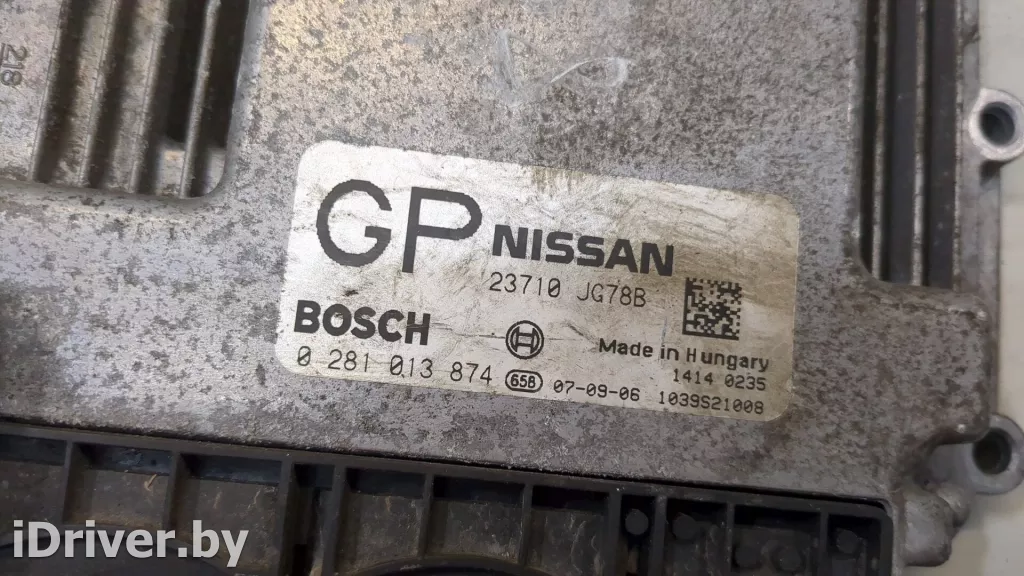 218
GP NISSAN
23710 JG78B
BOSCH
Made in Hungary
0 281 013 874 658 07-09-06 1414 0235
1039S21008
iDriver.by